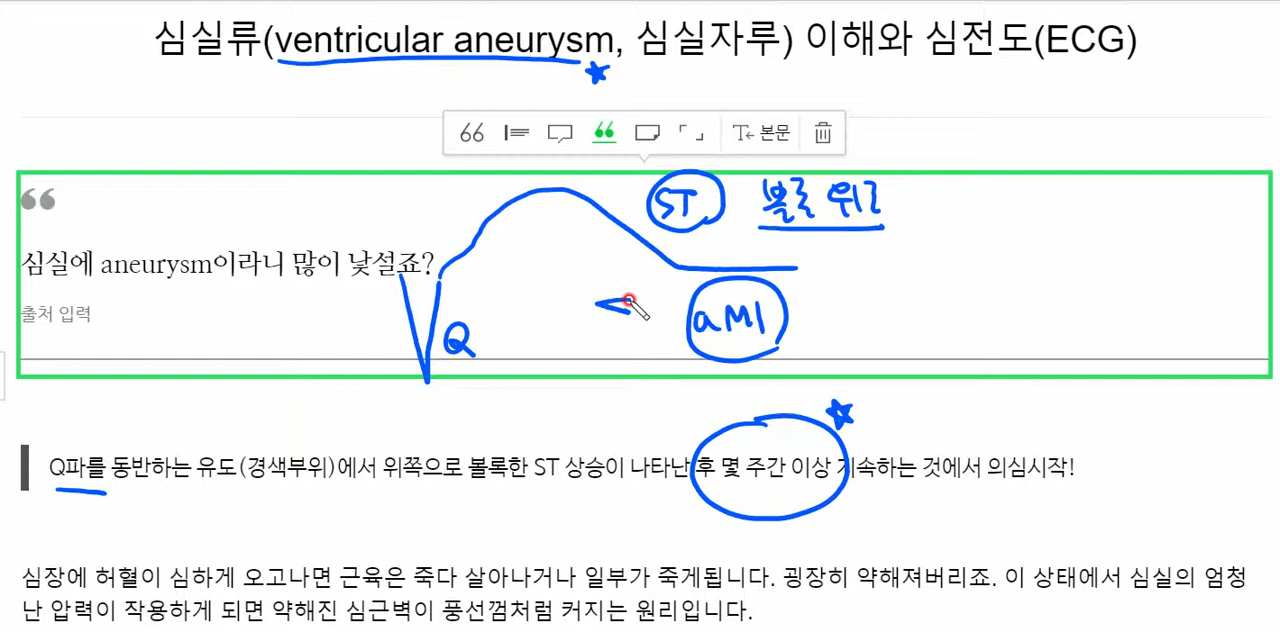 심실류(ventricular aneurysm, 심실자루) 이해와 심전도(ECG)
본문
ST 볼록 위로
심실에 aneurysm이라니 많이 낯설죠?
출처 입력
aMI
Q
Q파를 동반하는 유도(경색부위)에서 위쪽으로 볼록한 ST 상승이 나타난 후 몇 주간 이상 지속하는 것에서 의심시작!
심장에 허혈이 심하게 오고나면 근육은 죽다 살아나거나 일부가 죽게됩니다. 굉장히 약해져버리죠. 이 상태에서 심실의 엄청
난 압력이 작용하게 되면 약해진 심근벽이 풍선껌처럼 커지는 원리입니다.